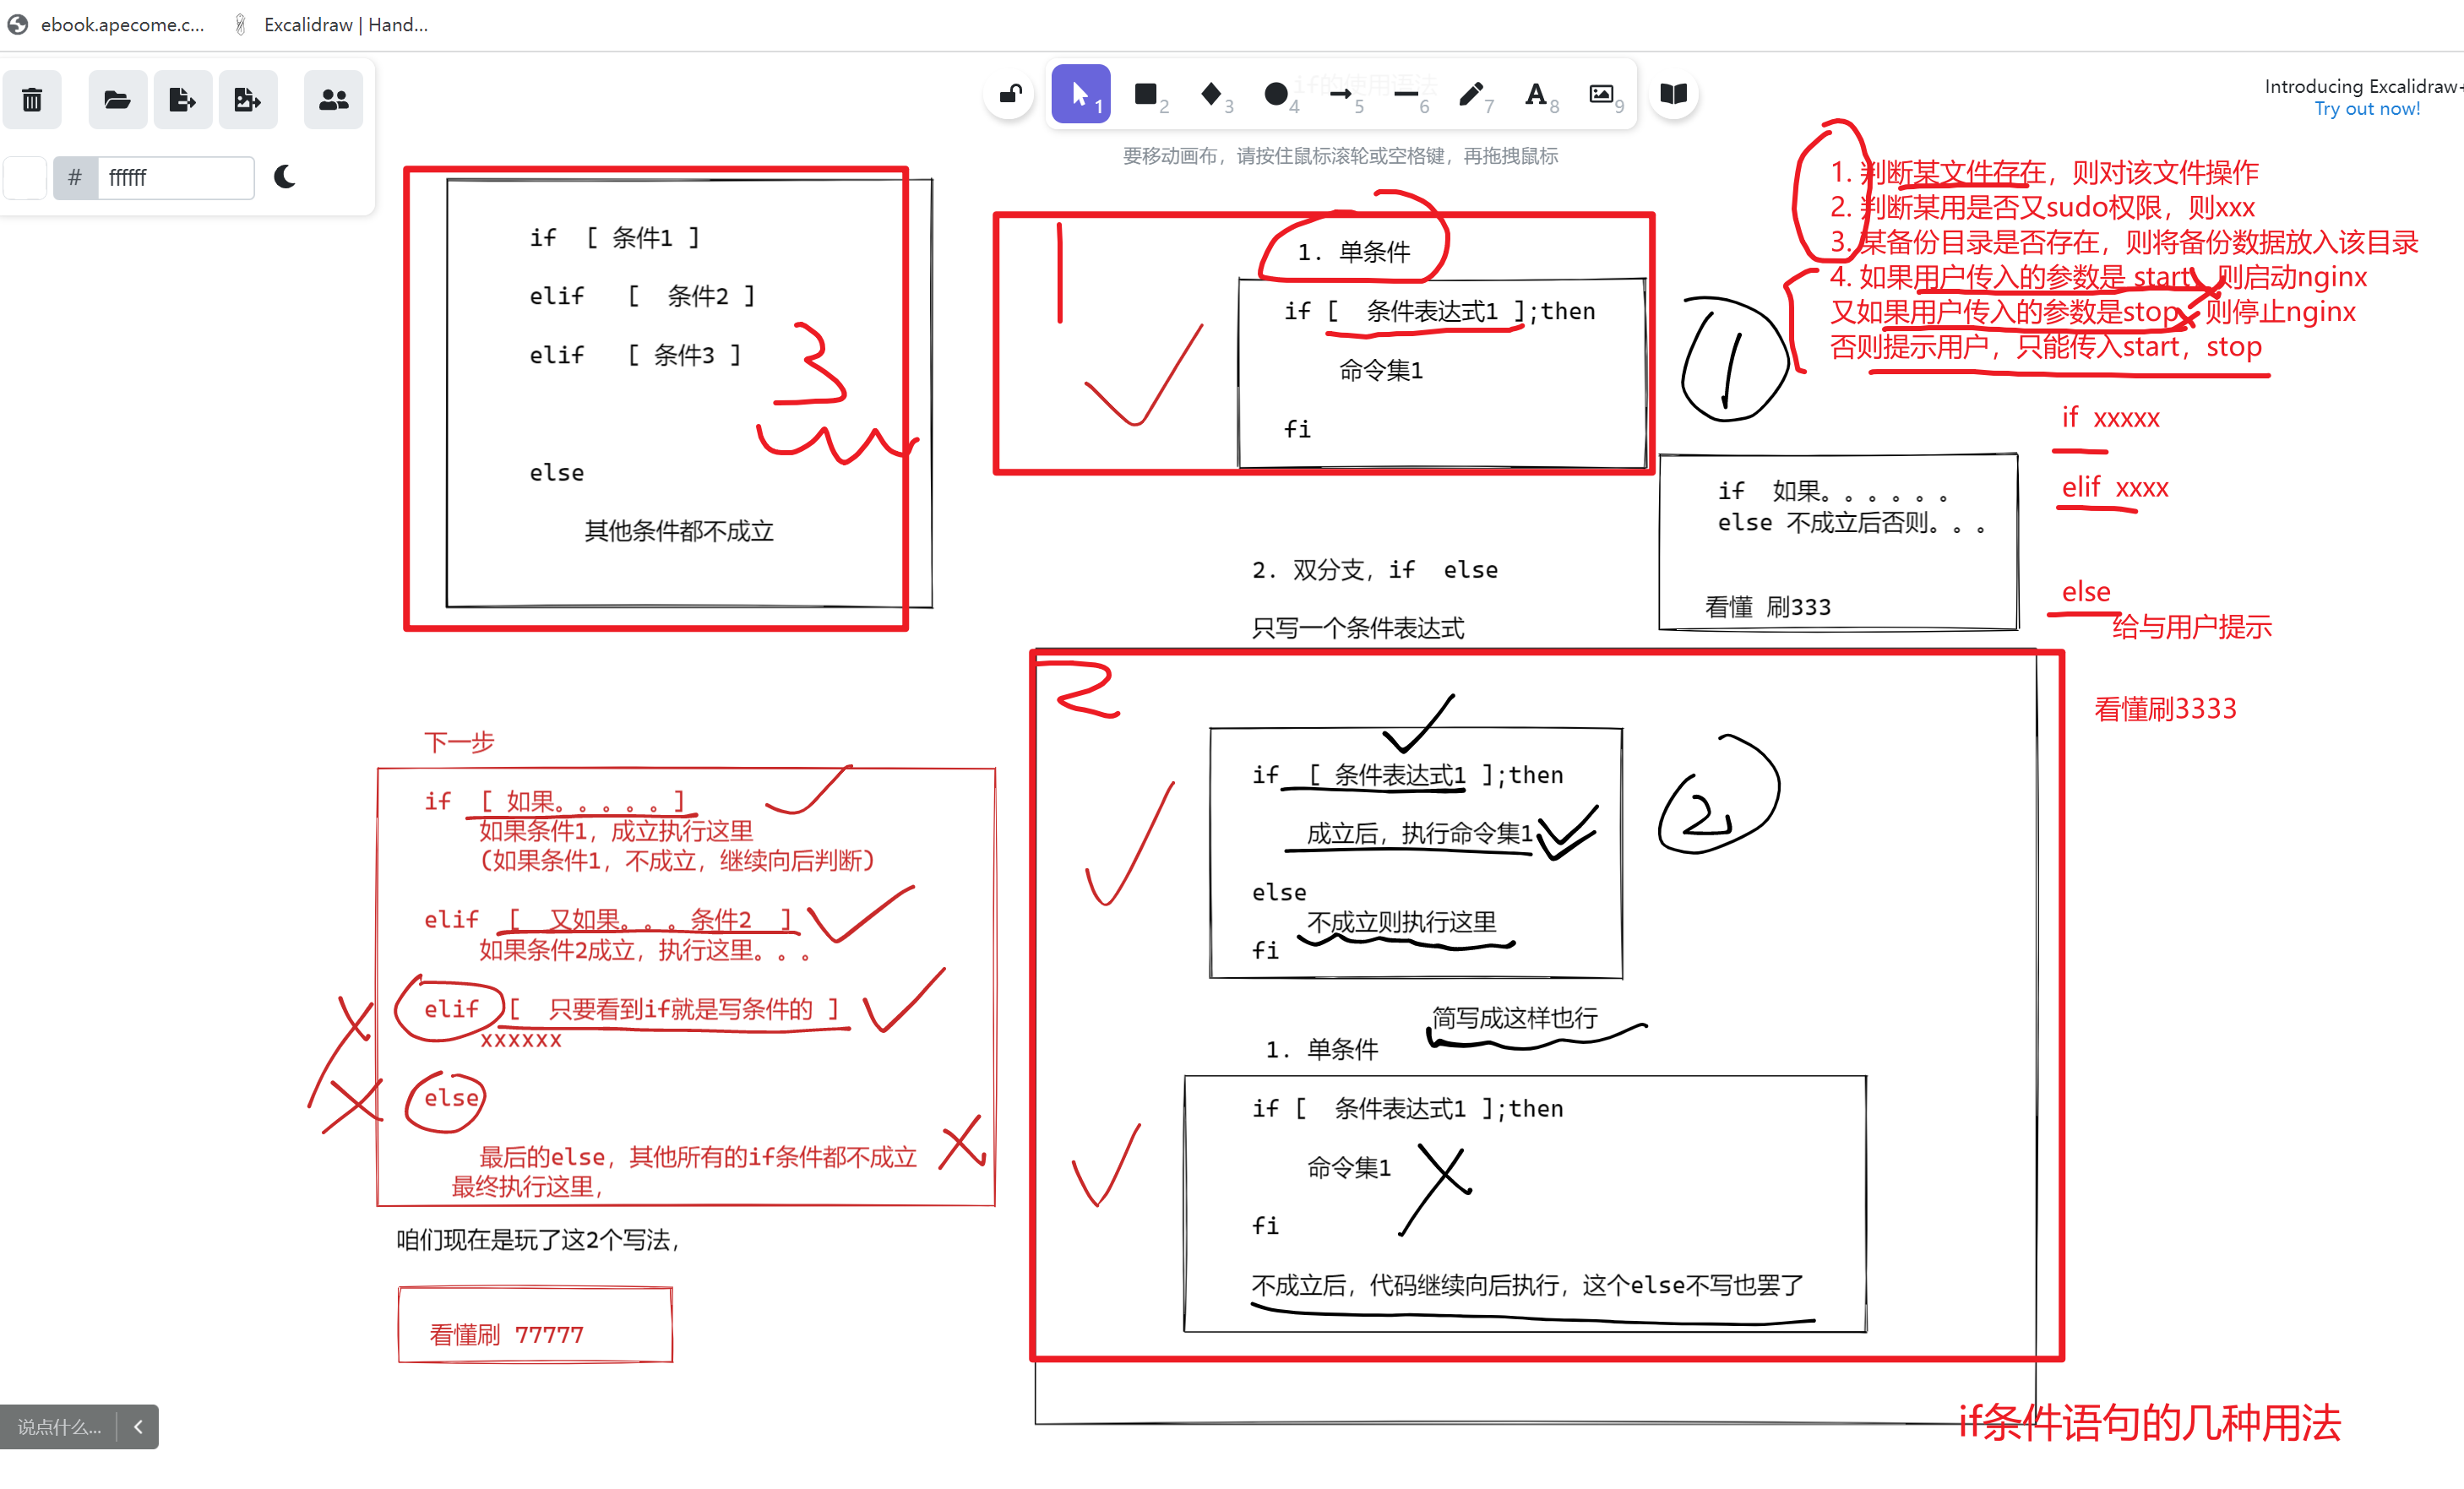 ebook.apecome.c...
Excalidraw | Hand...
# ffffff
if的使用语法
1
2
3
4
5
6
7
8
9
要移动画布，请按住鼠标滚轮或空格键，再拖拽鼠标
Introducing Excalidraw+
Try out now!
if [ 条件1 ]
elif [ 条件2 ]
elif [ 条件3 ]
3
else
其他条件都不成立
1
1. 单条件
if [ 条件表达式1 ];then
命令集1
fi
1
1. 判断某文件存在，则对该文件操作
2. 判断某用是否又sudo权限，则xxx
3. 某备份目录是否存在，则将备份数据放入该目录
4. 如果用户传入的参数是 start，则启动nginx
又如果用户传入的参数是stop，则停止nginx
否则提示用户，只能传入start，stop
if xxxxx
elif xxxx
else
给与用户提示
看懂刷3333
if 如果。。。。。。
else 不成立后否则。。。
看懂 刷333
2. 双分支，if else
只写一个条件表达式
2
if [ 条件表达式1 ];then
成立后，执行命令集1
else
不成立则执行这里
fi
2
简写成这样也行
1. 单条件
if [ 条件表达式1 ];then
命令集1
fi
不成立后，代码继续向后执行，这个else不写也罢了
下一步
if [ 如果。。。。。]
如果条件1，成立执行这里
(如果条件1，不成立，继续向后判断)
elif [ 又如果。。。条件2 ]
如果条件2成立，执行这里。。。
elif [ 只要看到if就是写条件的 ]
xxxxxx
else
最后的else，其他所有的if条件都不成立
最终执行这里，
咱们现在是玩了这2个写法，
看懂刷 77777
说点什么...
if条件语句的几种用法